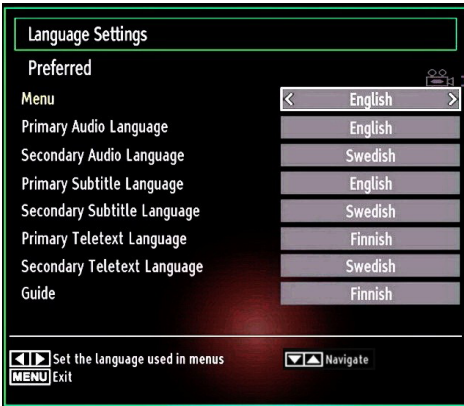 Language Settings
Preferred
Menu English
Primary Audio Language English
Secondary Audio Language Swedish
Primary Subtitle Language English
Secondary Subtitle Language Swedish
Primary Teletext Language Finnish
Secondary Teletext Language Swedish
Guide Finnish
Set the language used in menus Navigate
MENU Exit